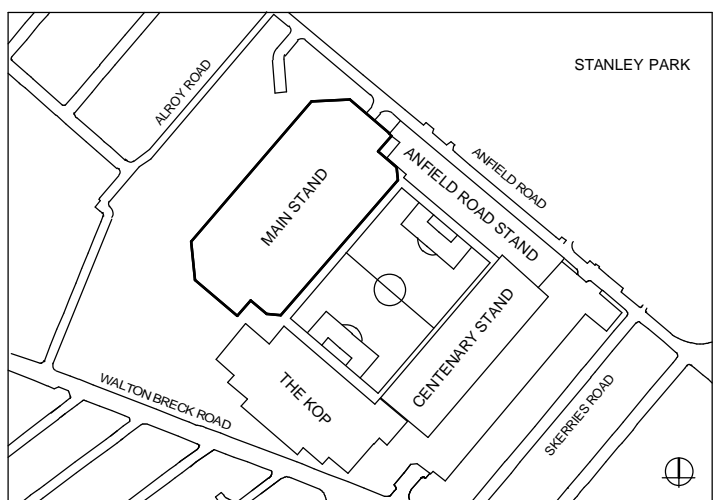 STANLEY PARK
ALROY ROAD
ANFIELD ROAD
ANFIELD ROAD STAND
MAIN STAND
CENTENARY STAND
THE KOP
WALTON BRECK ROAD
SKERRIES ROAD